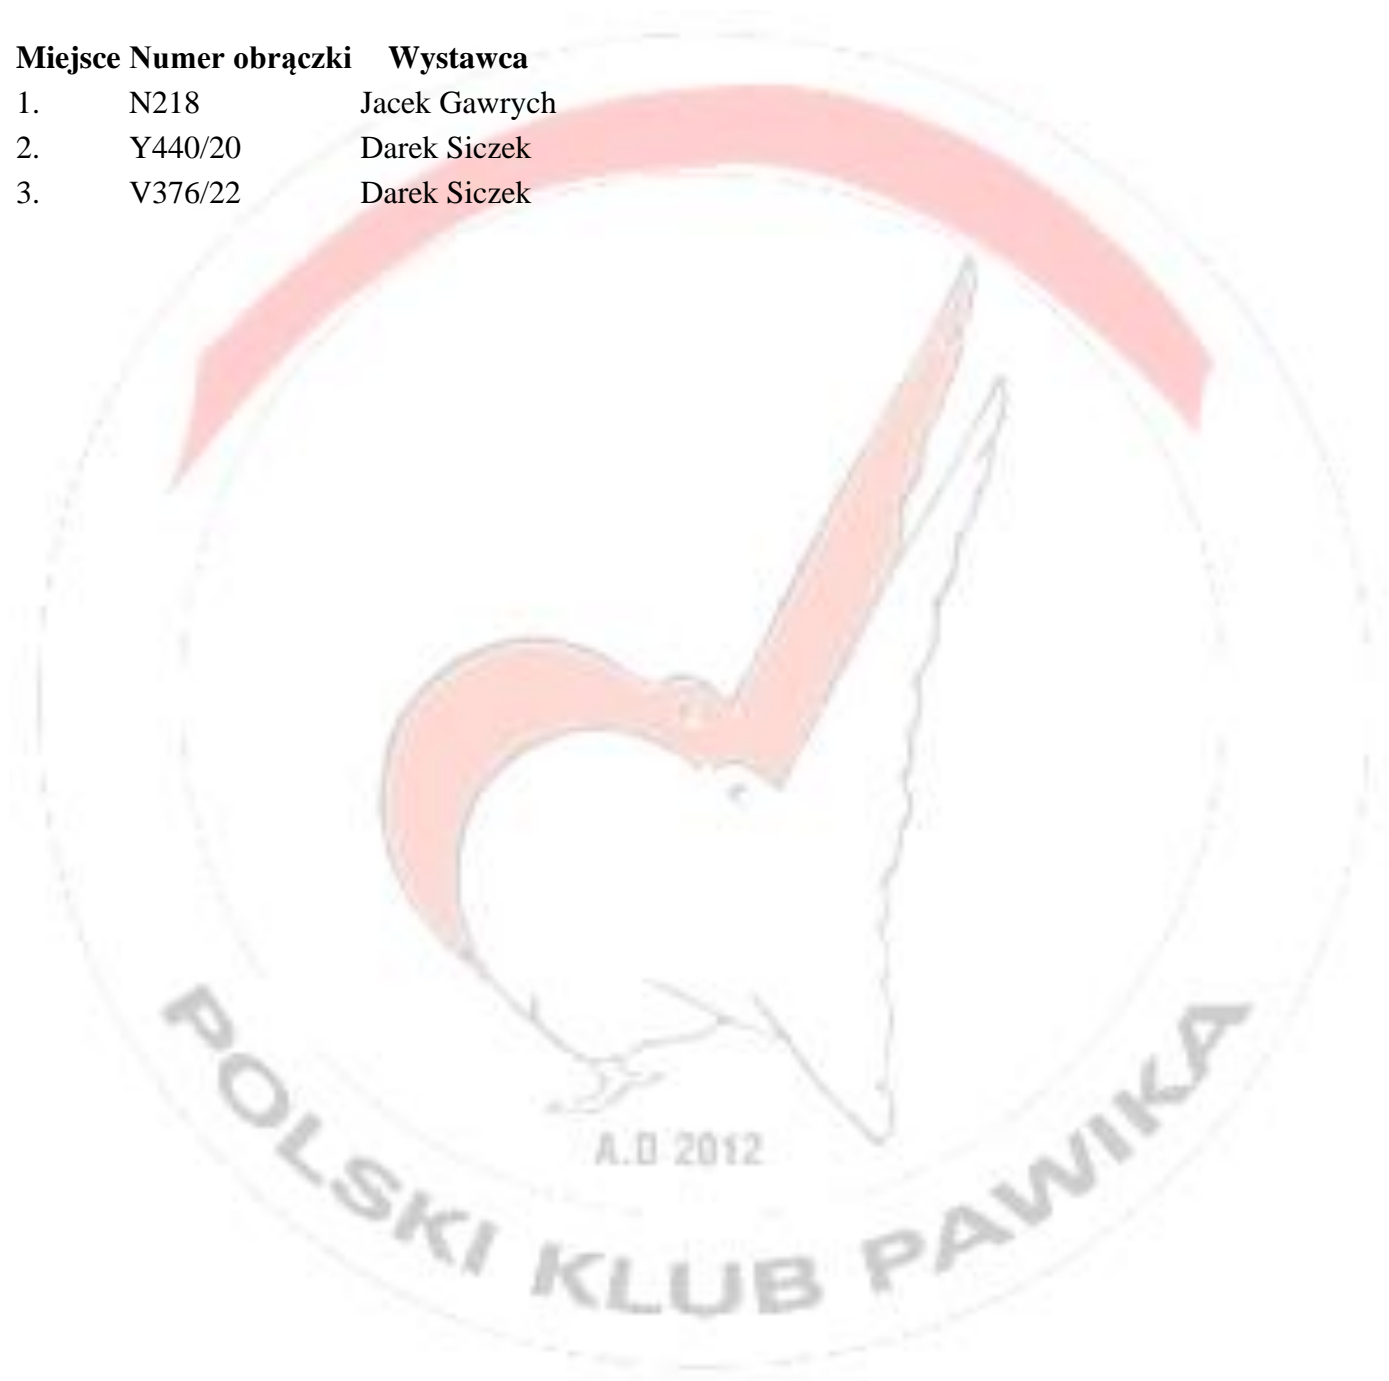 Miejsce Numer obrączki Wystawca
1. N218 Jacek Gawrych
2. Y440/20 Darek Siczek
3. V376/22 Darek Siczek
A.D 2012
POLSKI KLUB PAWIKA